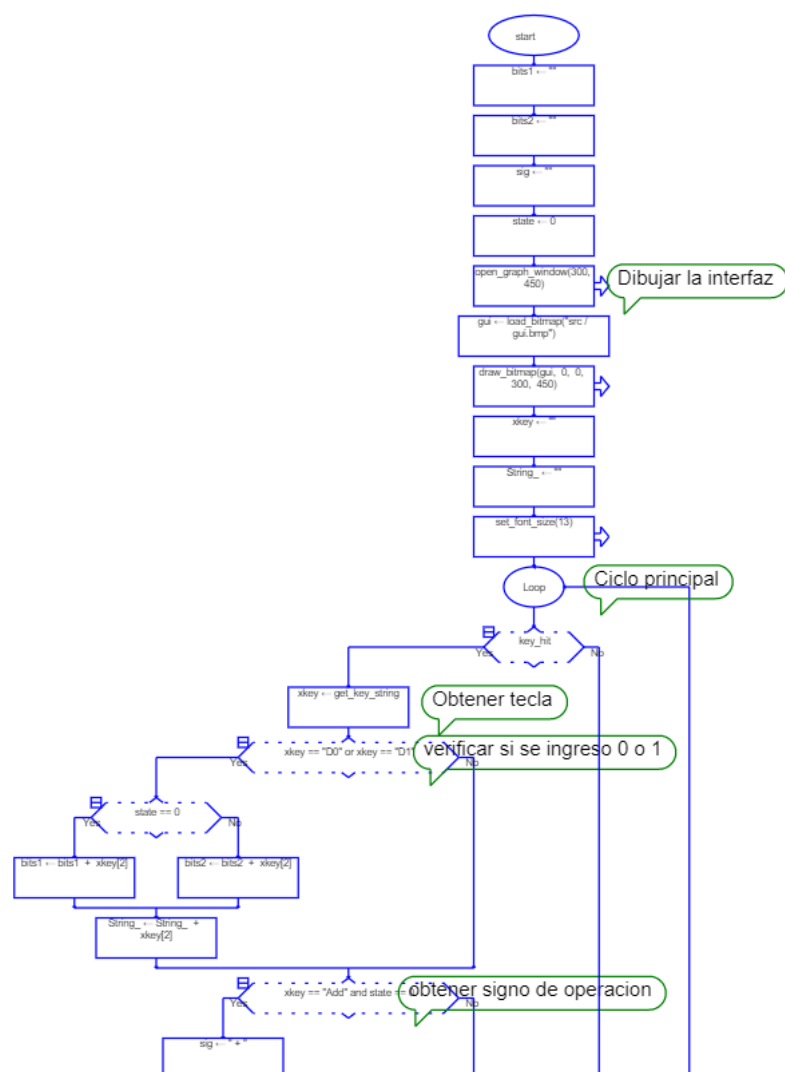 start
bits1 ← ""
bits2 ← ""
sig ← ""
state ← 0
open_graph_window(300,
450)
Dibujar la interfaz
gui ← load_bitmap("src /
gui.bmp")
draw_bitmap(gui, 0, 0,
300, 450)
xkey ← ""
String_ ← ""
set_font_size(13)
Loop
Ciclo principal
key_hit
Yes
No
xkey ← get_key_string
Obtener tecla
xkey == "D0" or xkey == "D1"
verificar si se ingreso 0 o 1
Yes
No
state == 0
Yes
No
bits1 ← bits1 + xkey[2]
bits2 ← bits2 + xkey[2]
String_ ← String_ +
xkey[2]
xkey == "Add" and state ==
obtener signo de operacion
Yes
No
sig ← "+"